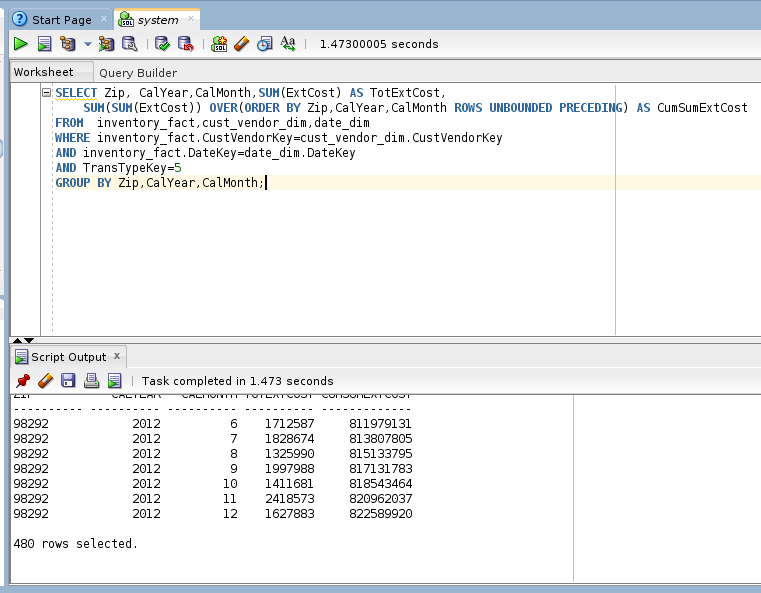 Start Page
system
1.47300005 seconds
Worksheet Query Builder
SELECT Zip, CalYear,CalMonth,SUM(ExtCost) AS TotExtCost,
SUM(SUM(ExtCost)) OVER(ORDER BY Zip,CalYear,CalMonth ROWS UNBOUNDED PRECEDING) AS CumSumExtCost
FROM inventory_fact,cust_vendor_dim,date_dim
WHERE inventory_fact.CustVendorKey=cust_vendor_dim.CustVendorKey
AND inventory_fact.DateKey=date_dim.DateKey
AND TransTypeKey=5
GROUP BY Zip,CalYear,CalMonth;
Script Output x
Task completed in 1.473 seconds
ZIP CALYEAR CALMONTH TOTEXTCOST CUMSUMEXTCOST
---------- ---------- ---------- ---------- -------------
98292 2012 6 1712587 811979131
98292 2012 7 1828674 813807805
98292 2012 8 1325990 815133795
98292 2012 9 1997988 817131783
98292 2012 10 1411681 818543464
98292 2012 11 2418573 820962037
98292 2012 12 1627883 822589920
480 rows selected.